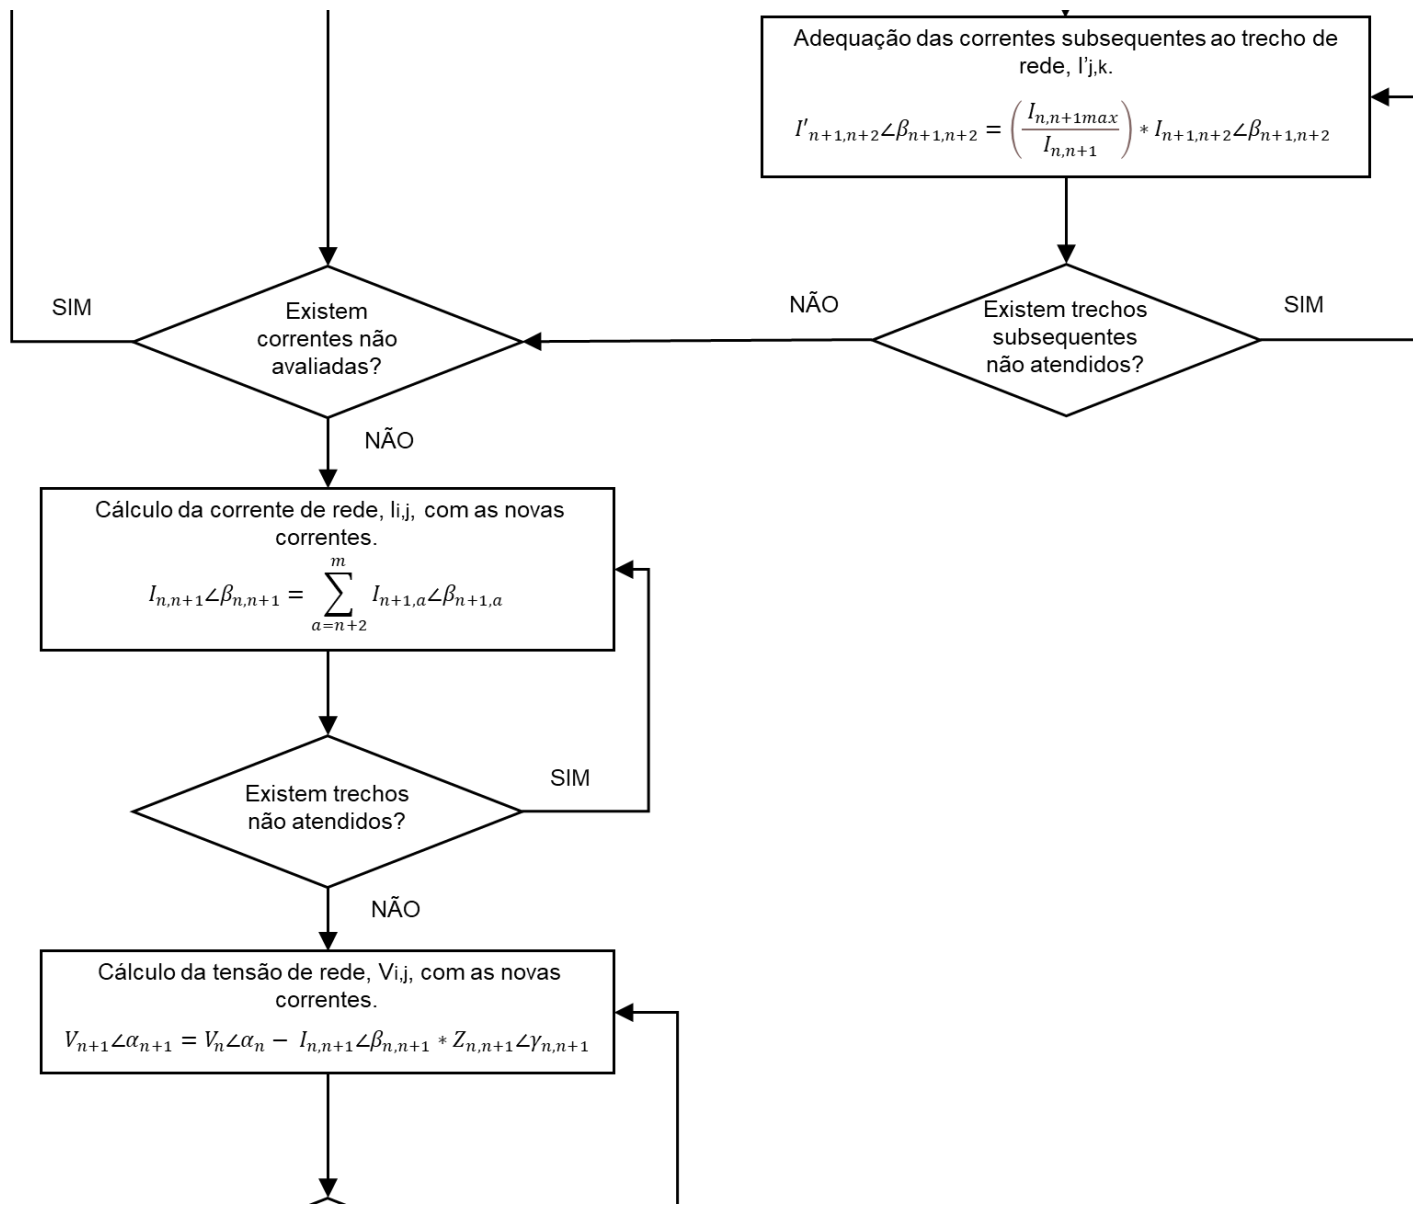 Adequação das correntes subsequentes ao trecho de
rede, I’j,k.
I′n+1,n+2∠βn+1,n+2 = (In,n+1max / In,n+1) * In+1,n+2∠βn+1,n+2
SIM
Existem
correntes não
avaliadas?
NÃO
Existem trechos
subsequentes
não atendidos?
SIM
NÃO
Cálculo da corrente de rede, Ii,j, com as novas
correntes.
In,n+1∠βn,n+1 = ∑ a=n+2 m In+1,a∠βn+1,a
Existem trechos
não atendidos?
SIM
NÃO
Cálculo da tensão de rede, Vi,j, com as novas
correntes.
Vn+1∠αn+1 = Vn∠αn − In,n+1∠βn,n+1 * Zn,n+1∠γn,n+1